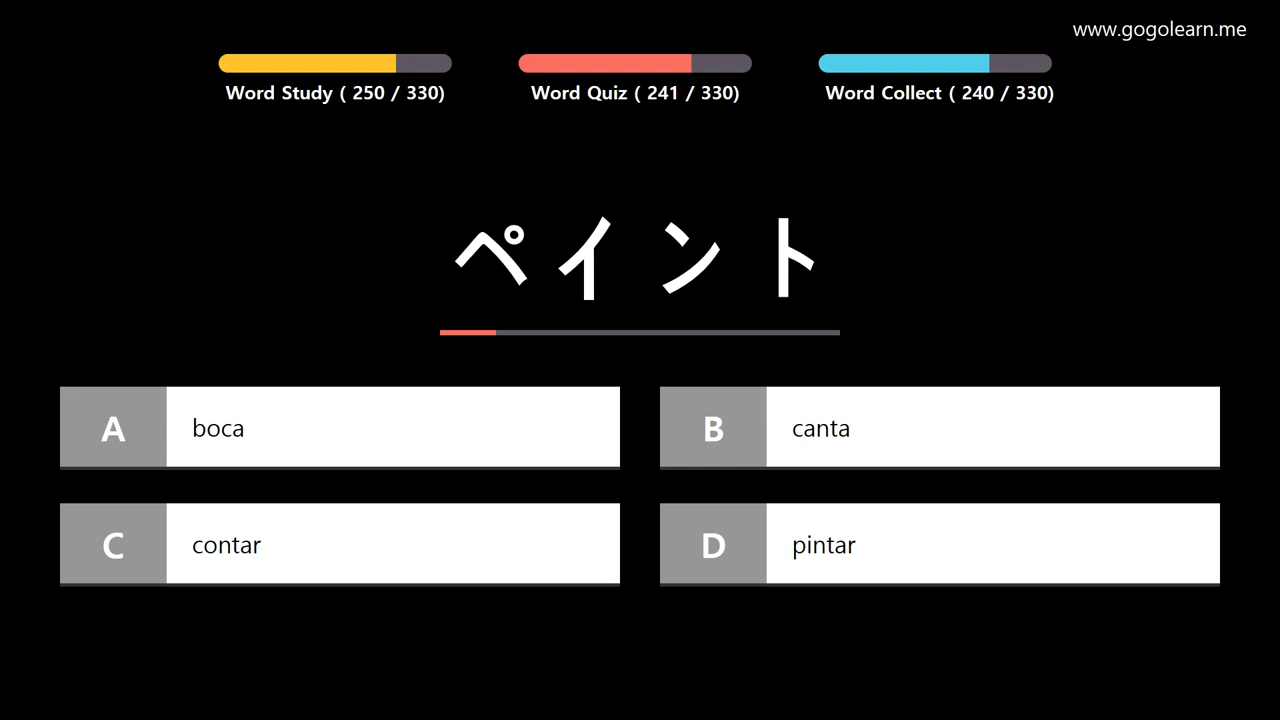 www.gogolearn.me
Word Study ( 250 / 330)
Word Quiz ( 241 / 330)
Word Collect ( 240 / 330)
ペイント
A boca
B canta
C contar
D pintar